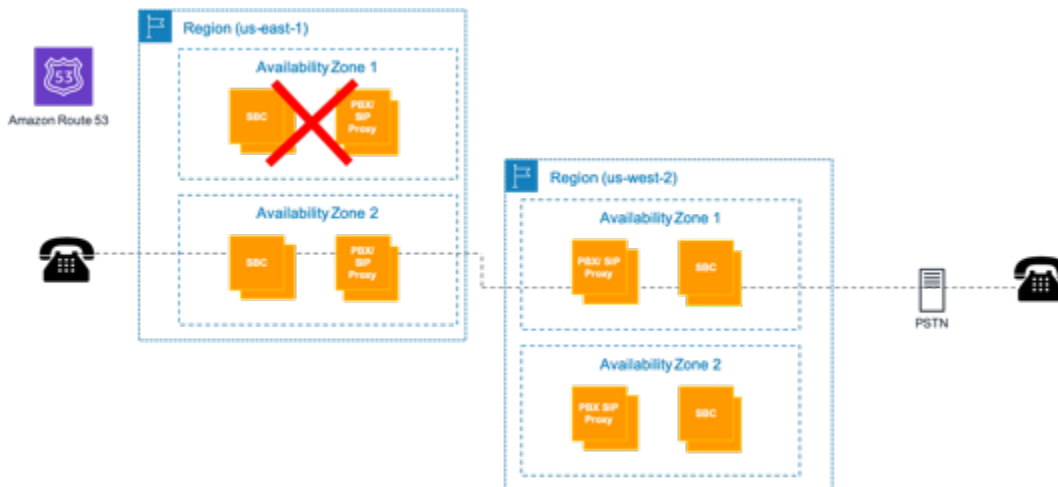 Region (us-east-1)
Availability Zone 1
53
Amazon Route 53
SBC
PBX/
SIP
Proxy
Availability Zone 2
SBC
PBX/
SIP
Proxy
Region (us-west-2)
Availability Zone 1
PBX/ SIP
Proxy
SBC
PSTN
Availability Zone 2
PBX SIP
Proxy
SBC